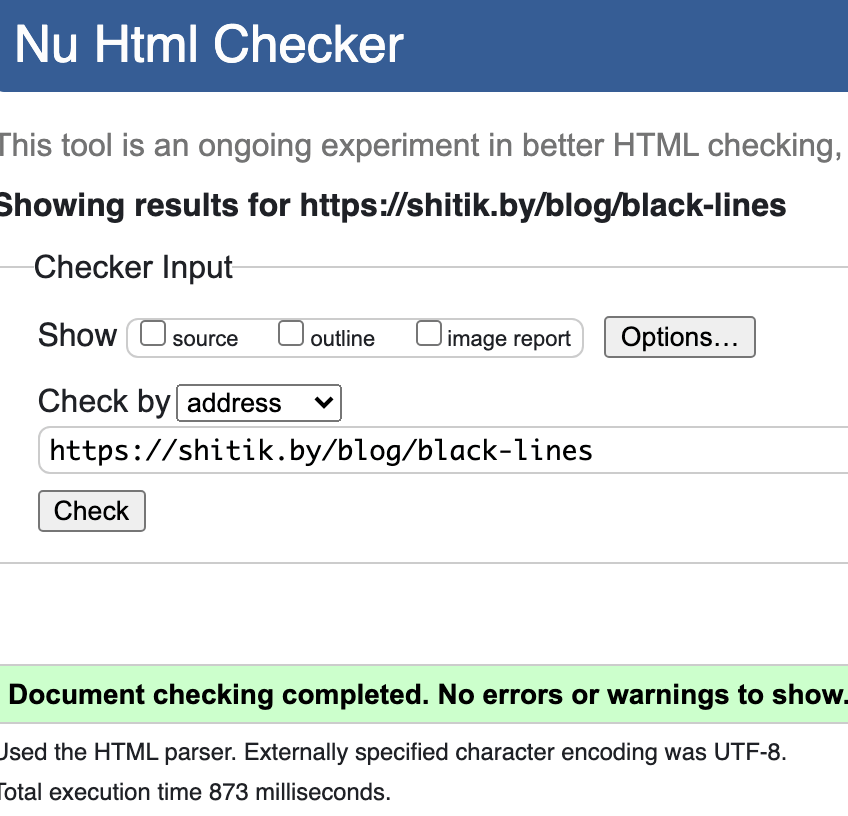 Nu Html Checker
This tool is an ongoing experiment in better HTML checking,
Showing results for https://shitik.by/blog/black-lines
Checker Input
Show source outline image report Options...
Check by address
https://shitik.by/blog/black-lines
Check
Document checking completed. No errors or warnings to show.
Used the HTML parser. Externally specified character encoding was UTF-8.
Total execution time 873 milliseconds.